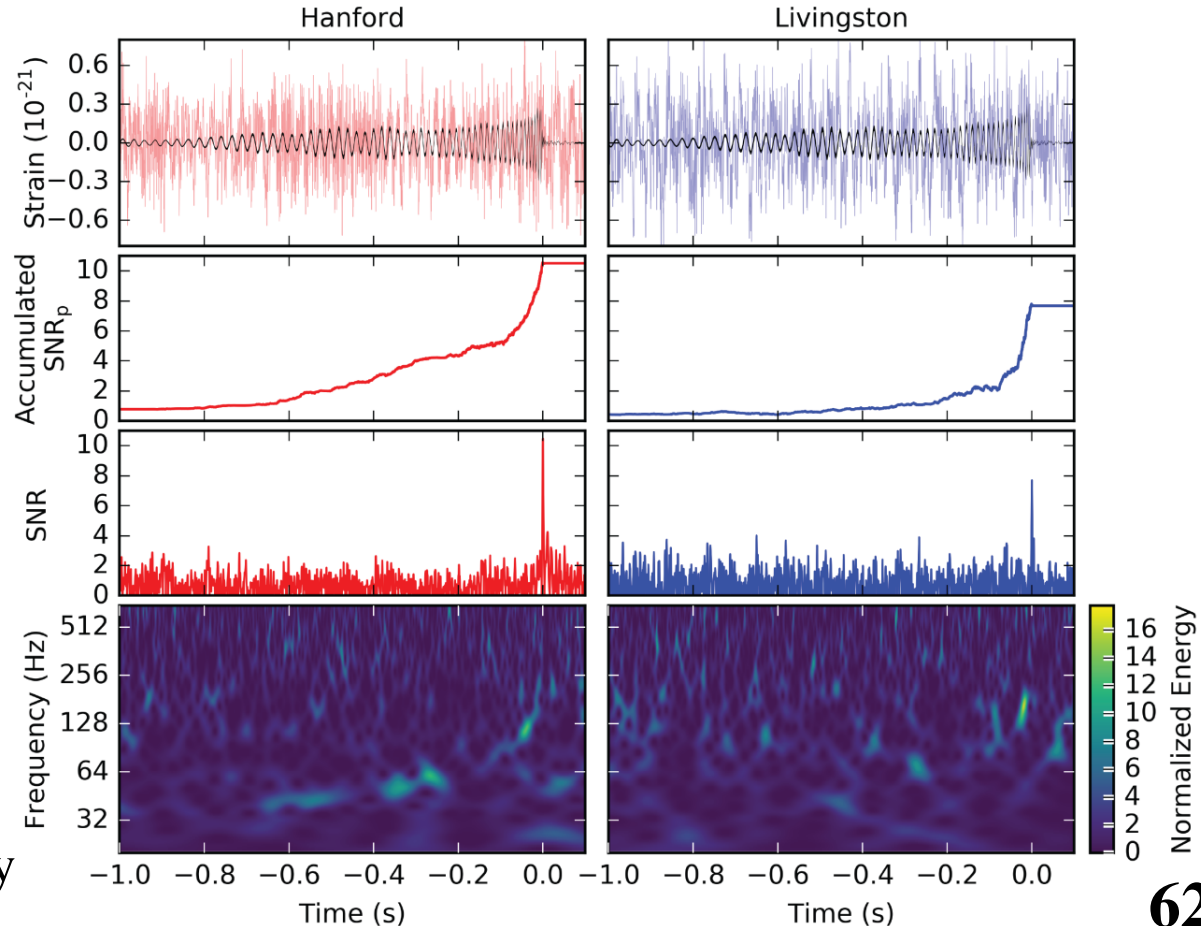 Hanford
Livingston
Strain (10⁻²¹)
0.6
0.3
0.0
−0.3
−0.6
Accumulated
SNRₚ
10
8
6
4
2
0
SNR
10
8
6
4
2
0
Frequency (Hz)
512
256
128
64
32
Normalized Energy
16
14
12
10
8
6
4
2
0
−1.0 −0.8 −0.6 −0.4 −0.2 0.0
−1.0 −0.8 −0.6 −0.4 −0.2 0.0
Time (s)
Time (s)
y
62